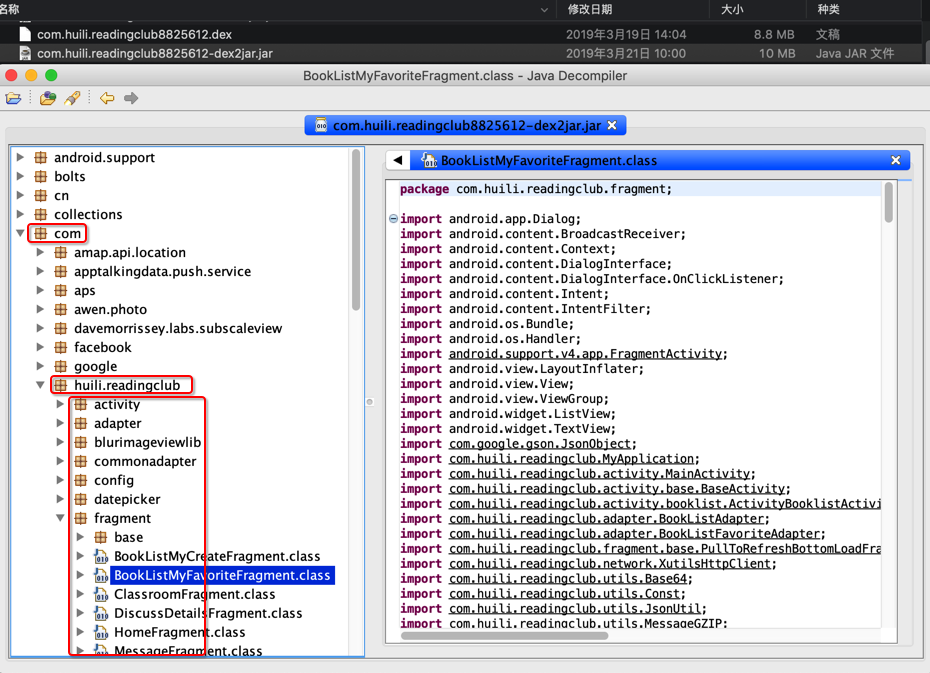 名称 修改日期 大小 种类
com.huili.readingclub8825612.dex 2019年3月19日 14:04 8.8 MB 文稿
com.huili.readingclub8825612-dex2jar.jar 2019年3月21日 10:00 10 MB Java JAR 文件
BookListMyFavoriteFragment.class - Java Decompiler
com.huili.readingclub8825612-dex2jar.jar
android.support
bolts
cn
collections
com
amap.api.location
apptalkingdata.push.service
aps
awen.photo
davemorrissey.labs.subscaleview
facebook
google
huili.readingclub
activity
adapter
blurimageviewlib
commonadapter
config
datepicker
fragment
base
BookListMyCreateFragment.class
BookListMyFavoriteFragment.class
ClassroomFragment.class
DiscussDetailsFragment.class
HomeFragment.class
MessageFragment.class
BookListMyFavoriteFragment.class
package com.huili.readingclub.fragment;
import android.app.Dialog;
import android.content.BroadcastReceiver;
import android.content.Context;
import android.content.DialogInterface;
import android.content.DialogInterface.OnClickListener;
import android.content.Intent;
import android.content.IntentFilter;
import android.os.Bundle;
import android.os.Handler;
import android.support.v4.app.FragmentActivity;
import android.view.LayoutInflater;
import android.view.View;
import android.view.ViewGroup;
import android.widget.ListView;
import android.widget.TextView;
import com.google.gson.JsonObject;
import com.huili.readingclub.MyApplication;
import com.huili.readingclub.activity.MainActivity;
import com.huili.readingclub.activity.base.BaseActivity;
import com.huili.readingclub.activity.booklist.ActivityBooklistActivi
import com.huili.readingclub.adapter.BookListAdapter;
import com.huili.readingclub.adapter.BookListFavoriteAdapter;
import com.huili.readingclub.fragment.base.PullToRefreshBottomLoadFra
import com.huili.readingclub.network.XutilsHttpClient;
import com.huili.readingclub.utils.Base64;
import com.huili.readingclub.utils.Const;
import com.huili.readingclub.utils.JsonUtil;
import com.huili.readingclub.utils.MessageGZIP;